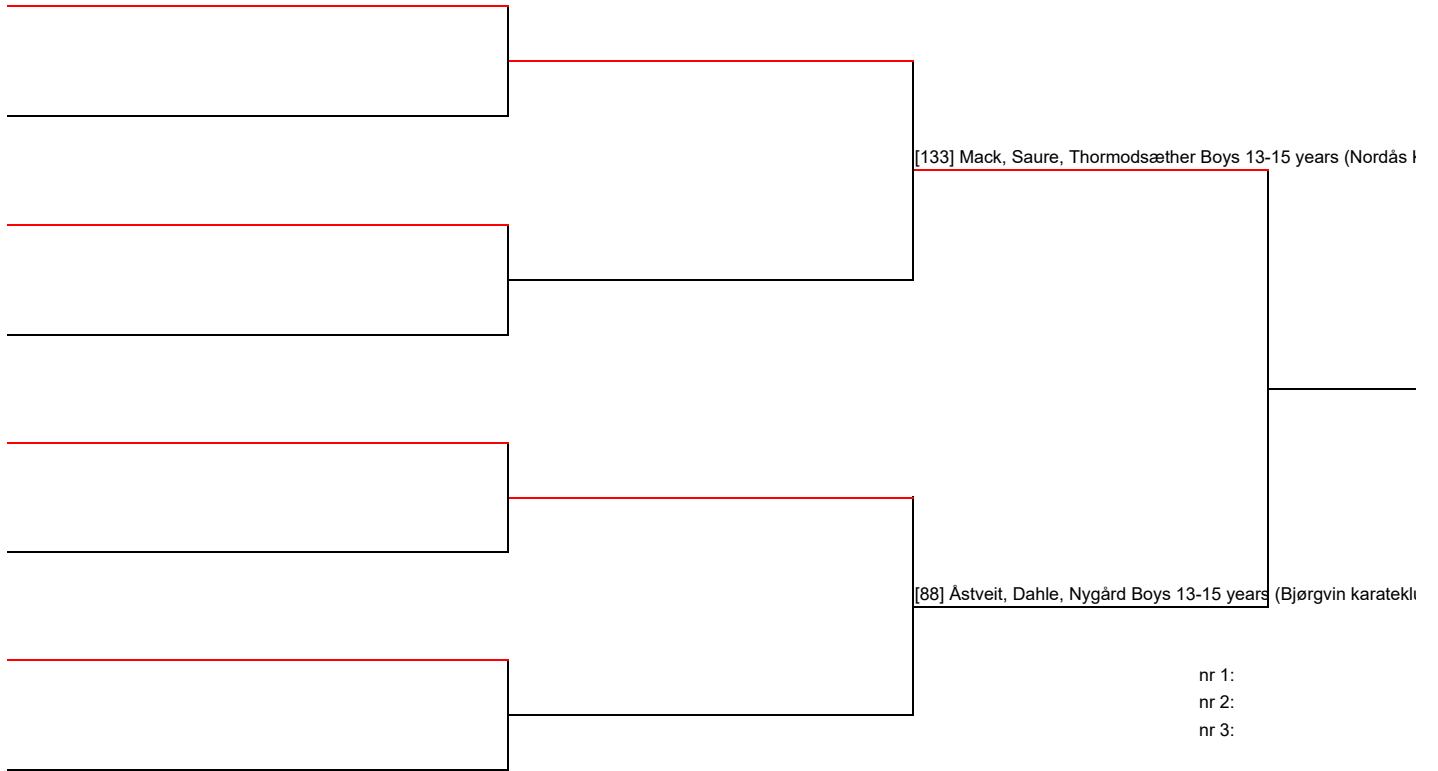 [133] Mack, Saure, Thormodsæther Boys 13-15 years (Nordås
[88] Åstveit, Dahle, Nygård Boys 13-15 years (Bjørgvin
nr 1:
nr 2:
nr 3: